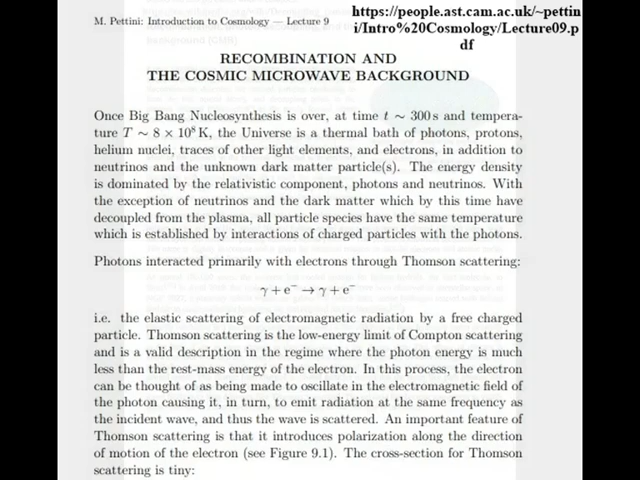 M. Pettini: Introduction to Cosmology — Lecture 9
https://people.ast.cam.ac.uk/~pettin
i/Intro%20Cosmology/Lecture09.p
df
RECOMBINATION AND
THE COSMIC MICROWAVE BACKGROUND
Once Big Bang Nucleosynthesis is over, at time t ∼ 300 s and tempera-
ture T ∼ 8 × 10⁸ K, the Universe is a thermal bath of photons, protons,
helium nuclei, traces of other light elements, and electrons, in addition to
neutrinos and the unknown dark matter particle(s). The energy density
is dominated by the relativistic component, photons and neutrinos. With
the exception of neutrinos and the dark matter which by this time have
decoupled from the plasma, all particle species have the same temperature
which is established by interactions of charged particles with the photons.
Photons interacted primarily with electrons through Thomson scattering:
γ + e⁻ → γ + e⁻
i.e. the elastic scattering of electromagnetic radiation by a free charged
particle. Thomson scattering is the low-energy limit of Compton scattering
and is a valid description in the regime where the photon energy is much
less than the rest-mass energy of the electron. In this process, the electron
can be thought of as being made to oscillate in the electromagnetic field of
the photon causing it, in turn, to emit radiation at the same frequency as
the incident wave, and thus the wave is scattered. An important feature of
Thomson scattering is that it introduces polarization along the direction
of motion of the electron (see Figure 9.1). The cross-section for Thomson
scattering is tiny: